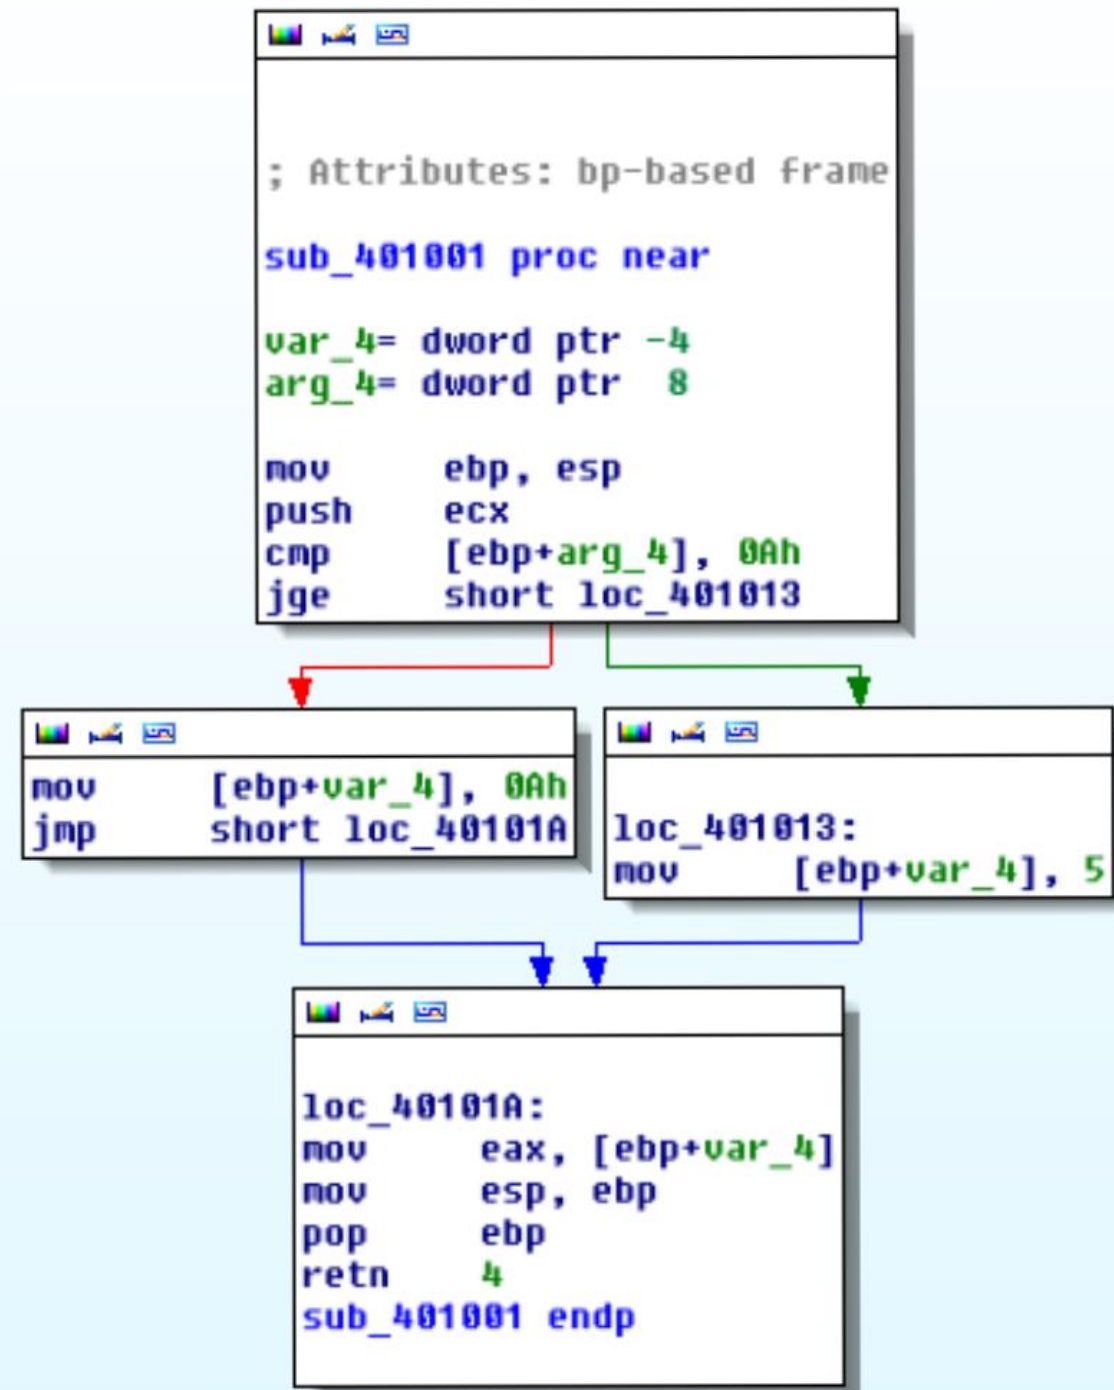 ; Attributes: bp-based frame
sub_401001 proc near
var_4= dword ptr -4
arg_4= dword ptr  8
mov     ebp, esp
push    ecx
cmp     [ebp+arg_4], 0Ah
jge     short loc_401013
mov     [ebp+var_4], 0Ah
jmp     short loc_40101A
loc_401013:
mov     [ebp+var_4], 5
loc_40101A:
mov     eax, [ebp+var_4]
mov     esp, ebp
pop     ebp
retn    4
sub_401001 endp